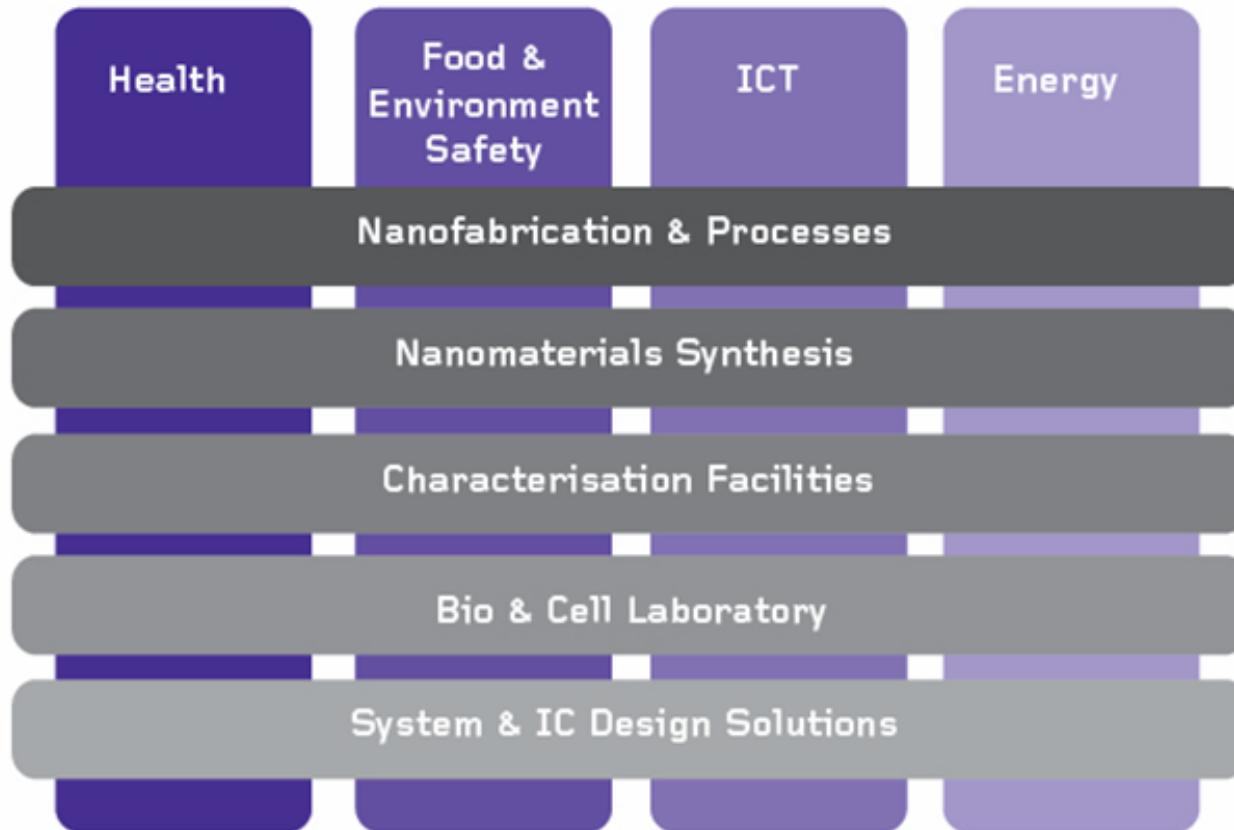 Health
Food &
Environment
Safety
ICT
Energy
Nanofabrication & Processes
Nanomaterials Synthesis
Characterisation Facilities
Bio & Cell Laboratory
System & IC Design Solutions